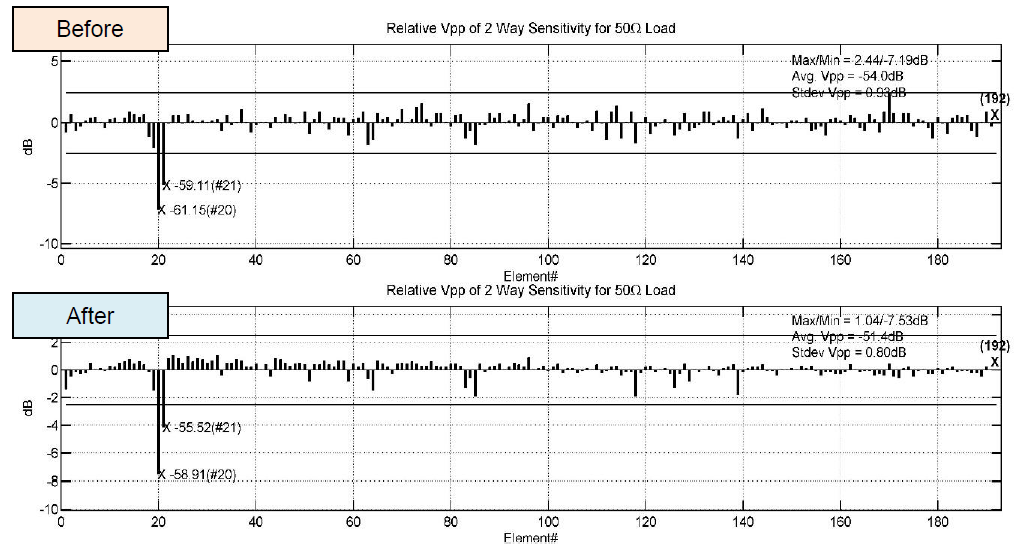 Before
Relative Vpp of 2 Way Sensitivity for 50Ω Load
Max/Min = 2.44/-7.19dB
Avg. Vpp = -54.0dB
Stdev Vpp = 0.93dB
(192)
X
5
0
-5
-10
dB
X -59.11(#21)
X -61.15(#20)
0 20 40 60 80 100 120 140 160 180
Element#
Relative Vpp of 2 Way Sensitivity for 50Ω Load
After
Max/Min = 1.04/-7.53dB
Avg. Vpp = -51.4dB
Stdev Vpp = 0.80dB
(192)
X
2
0
-2
-4
-6
-8
-10
dB
X -55.52(#21)
X -58.91(#20)
0 20 40 60 80 100 120 140 160 180
Element#